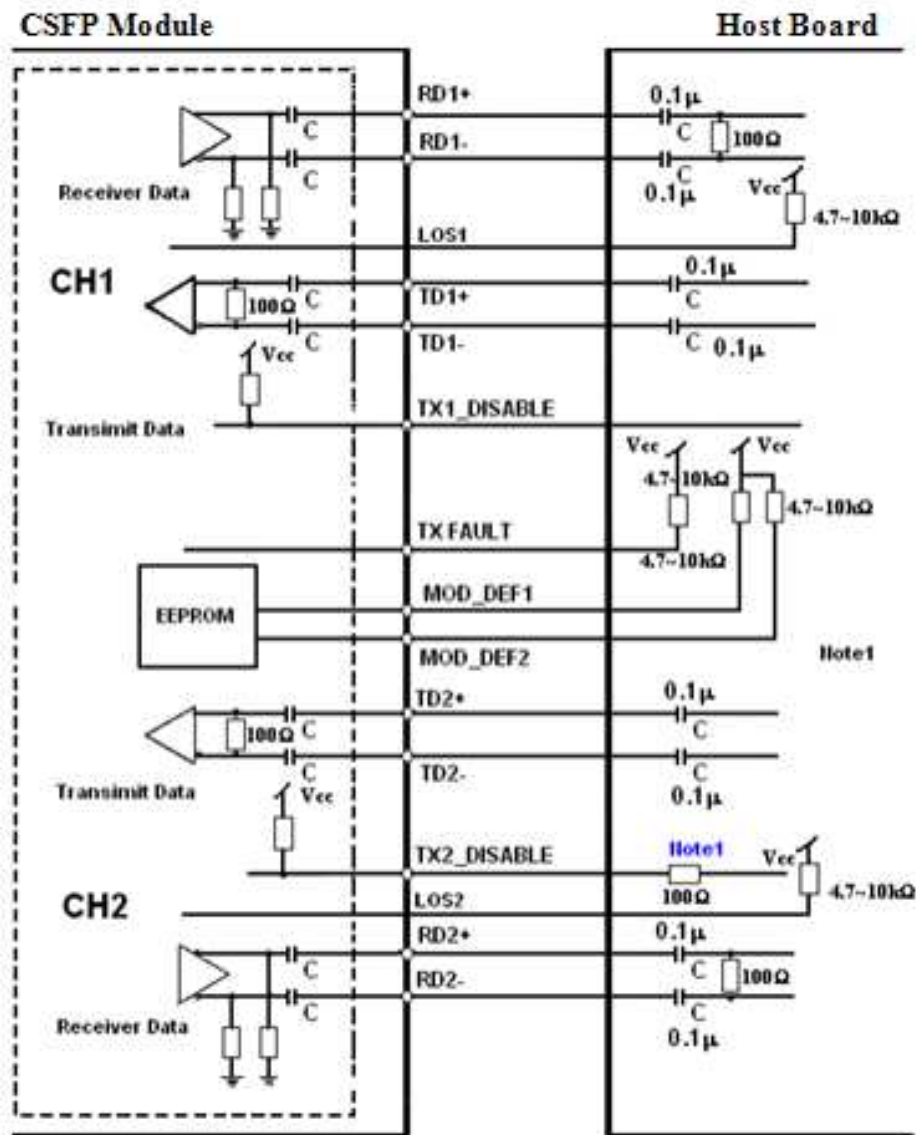 CSFP Module
Host Board
RD1+
0.1µ
C
C
100Ω
RD1-
C
C
0.1µ
Vcc
Receiver Data
4.7~10kΩ
LOS1
CH1
0.1µ
100Ω
C
TD1+
C
C
TD1-
C
0.1µ
Vcc
TX1_DISABLE
Transimit Data
Vcc
Vcc
4.7~10kΩ
4.7~10kΩ
TX FAULT
4.7~10kΩ
MOD_DEF1
EEPROM
MOD_DEF2
Note1
TD2+
0.1µ
100Ω
C
C
C
TD2-
C
Transimit Data
Vcc
0.1µ
TX2_DISABLE
Note1
Vcc
100Ω
4.7~10kΩ
LOS2
CH2
RD2+
0.1µ
C
C
100Ω
RD2-
C
C
Receiver Data
0.1µ